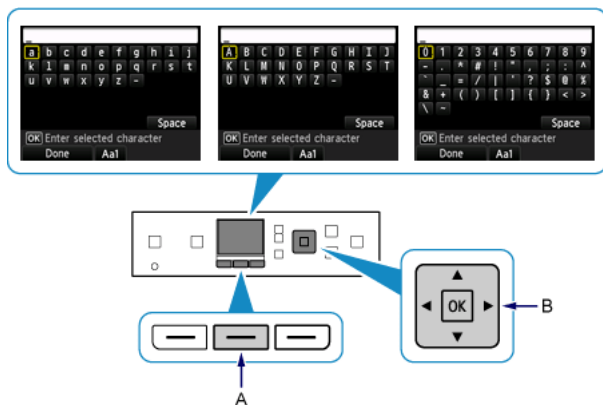 a b c d e f g h i j
k l m n o p q r s t
u v w x y z -
Space
OK Enter selected character
Done Aa1
A B C D E F G H I J
K L M N O P Q R S T
U V W X Y Z -
Space
OK Enter selected character
Done Aa1
0 1 2 3 4 5 6 7 8 9
- . * # ! " , ; : ^
` _ = / | ' ? $ @ %
& + ( ) [ ] { } < >
\ ~
Space
OK Enter selected character
Done Aa1
OK
B
A